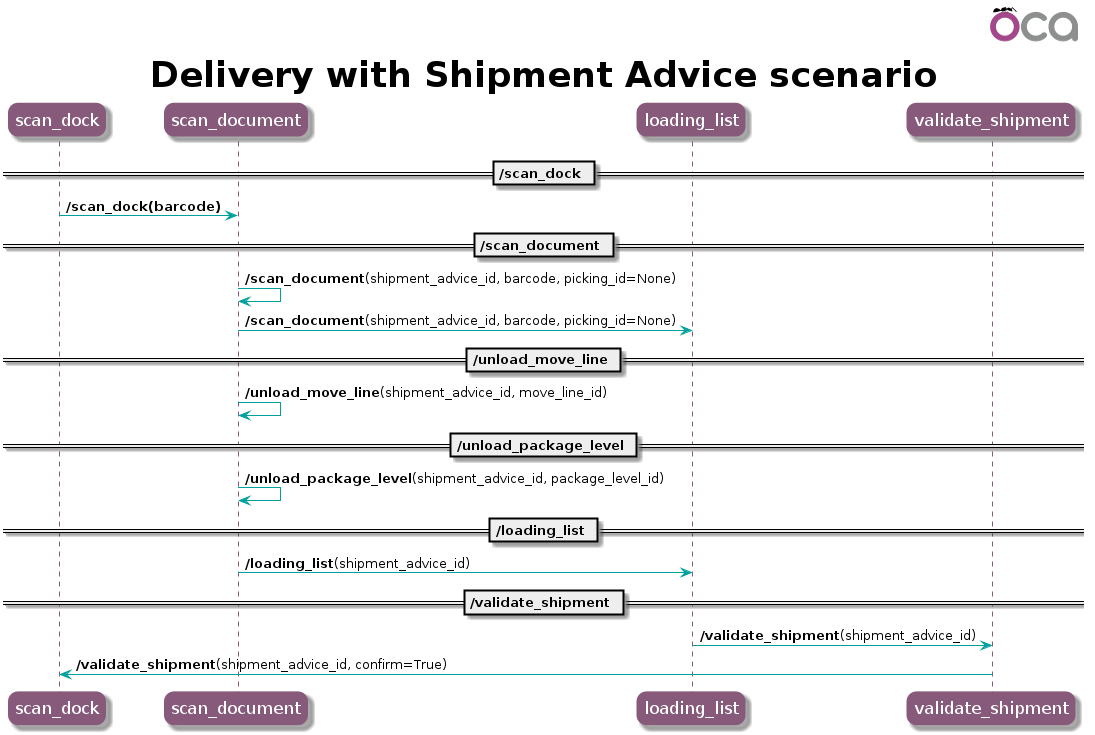 oca
Delivery with Shipment Advice scenario
scan_dock scan_document loading_list validate_shipment
/scan_dock
/scan_dock(barcode)
/scan_document
/scan_document(shipment_advice_id, barcode, picking_id=None)
/scan_document(shipment_advice_id, barcode, picking_id=None)
/unload_move_line
/unload_move_line(shipment_advice_id, move_line_id)
/unload_package_level
/unload_package_level(shipment_advice_id, package_level_id)
/loading_list
/loading_list(shipment_advice_id)
/validate_shipment
/validate_shipment(shipment_advice_id)
/validate_shipment(shipment_advice_id, confirm=True)
scan_dock scan_document loading_list validate_shipment